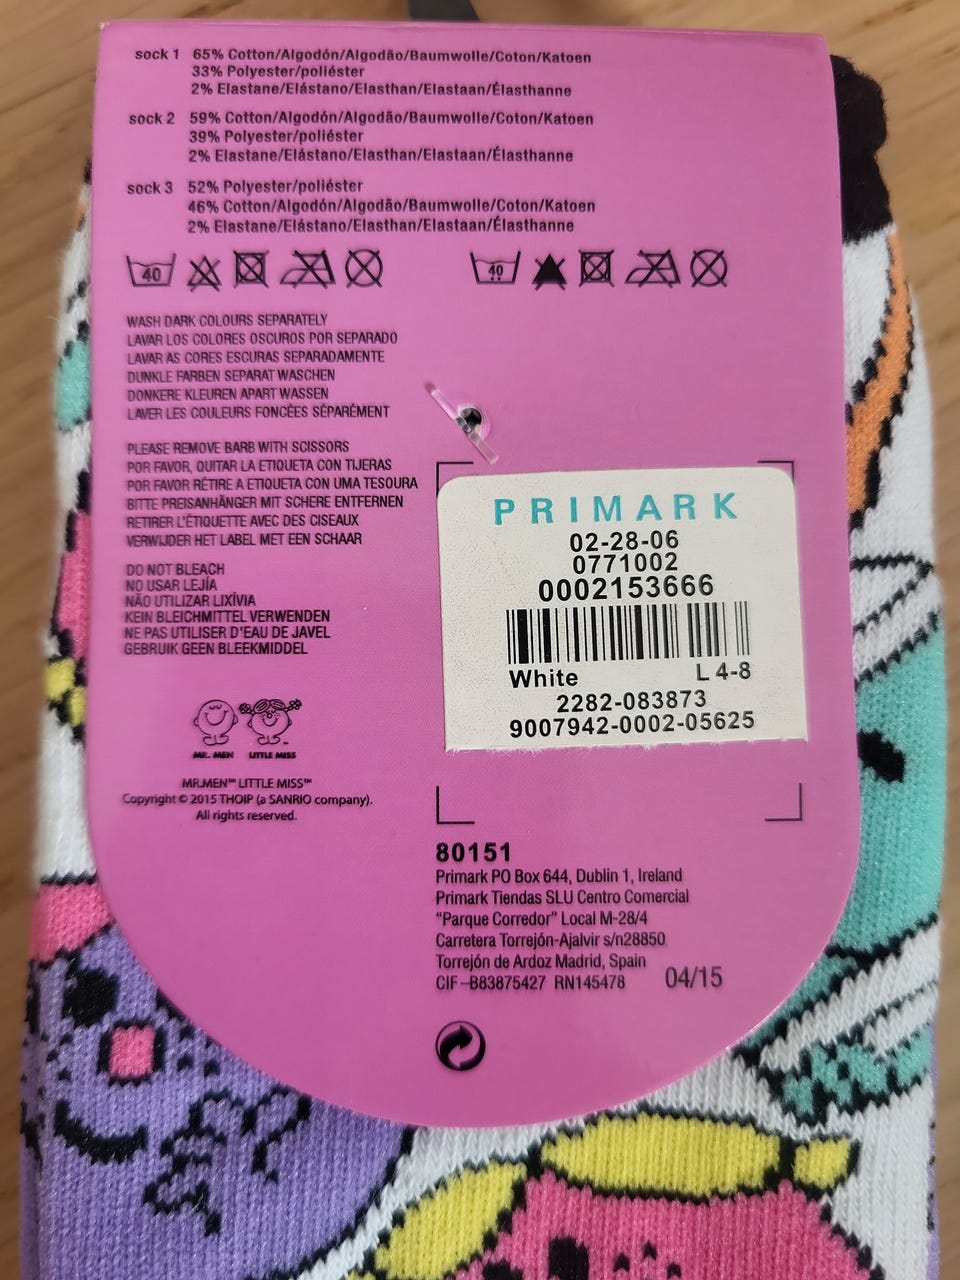 sock 1 65% Cotton/Algodón/Algodão/Baumwolle/Coton/Katoen
33% Polyester/poliéster
2% Elastane/Elástano/Elasthan/Elastaan/Élasthanne
sock 2 59% Cotton/Algodón/Algodão/Baumwolle/Coton/Katoen
39% Polyester/poliéster
2% Elastane/Elástano/Elasthan/Elastaan/Élasthanne
sock 3 52% Polyester/poliéster
46% Cotton/Algodón/Algodão/Baumwolle/Coton/Katoen
2% Elastane/Elástano/Elasthan/Elastaan/Élasthanne
40 40
WASH DARK COLOURS SEPARATELY
LAVAR LOS COLORES OSCUROS POR SEPARADO
LAVAR AS CORES ESCURAS SEPARADAMENTE
DUNKLE FARBEN SEPARAT WASCHEN
DONKERE KLEUREN APART WASSEN
LAVER LES COULEURS FONCÉES SÉPARÉMENT
PLEASE REMOVE BARB WITH SCISSORS
POR FAVOR, QUITAR LA ETIQUETA CON TIJERAS
POR FAVOR RÉTIRE A ETIQUETA CON UMA TESOURA
BITTE PREISANHÄNGER MIT SCHERE ENTFERNEN
RETIRER L'ÉTIQUETTE AVEC DES CISEAUX
VERWIJDER HET LABEL MET EEN SCHAAR
DO NOT BLEACH
NO USAR LEJÍA
NÃO UTILIZAR LIXÍVIA
KEIN BLEICHMITTEL VERWENDEN
NE PAS UTILISER D'EAU DE JAVEL
GEBRUIK GEEN BLEEKMIDDEL
MR. MEN LITTLE MISS
MR.MEN™ LITTLE MISS™
Copyright © 2015 THOIP (a SANRIO company).
All rights reserved.
PRIMARK
02-28-06
0771002
0002153666
White L 4-8
2282-083873
9007942-0002-05625
80151
Primark PO Box 644, Dublin 1, Ireland
Primark Tiendas SLU Centro Comercial
“Parque Corredor” Local M-28/4
Carretera Torrejón-Ajalvir s/n28850
Torrejón de Ardoz Madrid, Spain
CIF–B83875427 RN145478 04/15